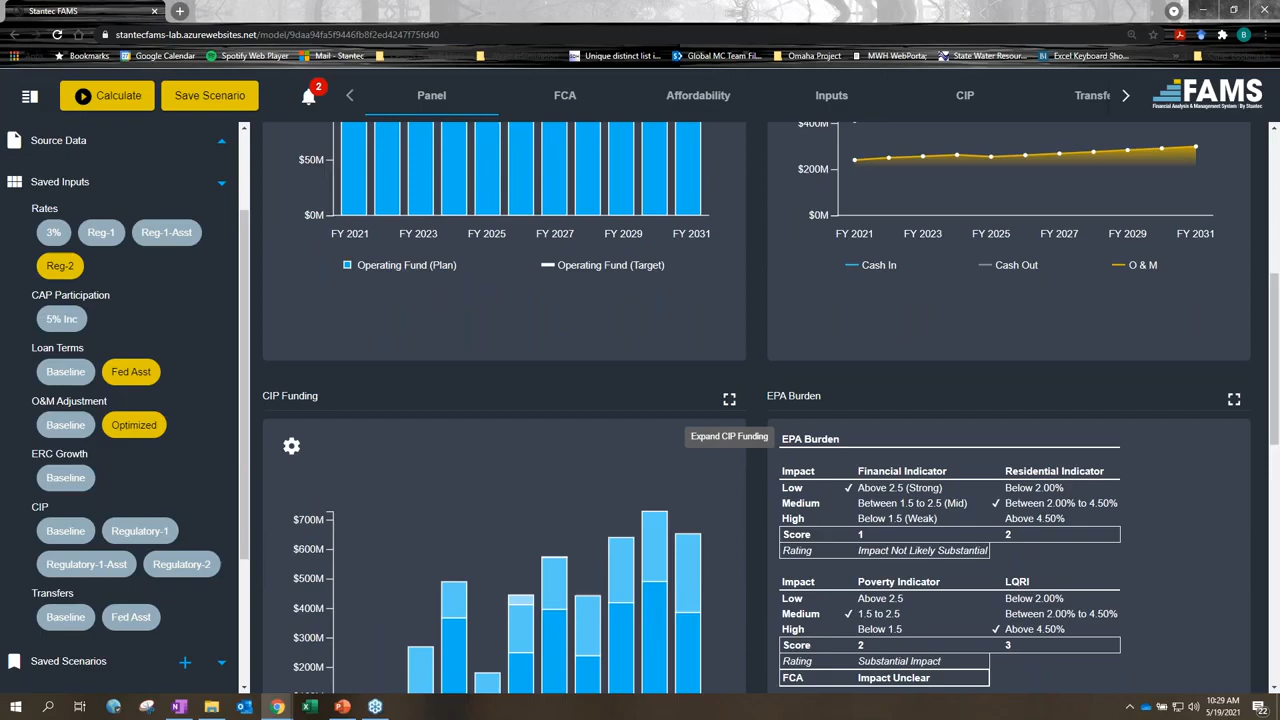 Stantec FAMS
stantecfams-lab.azurewebsites.net/model/9daa94fa5f9446fb8f2ed4247f75fd40
B
Bookmarks
Google Calendar
Spotify Web Player
Mail - Stantec
Unique distinct list i...
Global MC Team Fil...
Omaha Project
MWH WebPorta
State Water Resour...
Excel Keyboard Sho...
Calculate
Save Scenario
2
Panel
FCA
Affordability
Inputs
CIP
Transfe
FAMS
Financial Analysis & Management System | By Stantec
Source Data
Saved Inputs
Rates
3%
Reg-1
Reg-1-Asst
Reg-2
CAP Participation
5% Inc
Loan Terms
Baseline
Fed Asst
O&M Adjustment
Baseline
Optimized
ERC Growth
Baseline
CIP
Baseline
Regulatory-1
Regulatory-1-Asst
Regulatory-2
Transfers
Baseline
Fed Asst
Saved Scenarios
$50M
$0M
FY 2021 FY 2023 FY 2025 FY 2027 FY 2029 FY 2031
Operating Fund (Plan)
Operating Fund (Target)
$400M
$200M
$0M
FY 2021 FY 2023 FY 2025 FY 2027 FY 2029 FY 2031
Cash In
Cash Out
O & M
CIP Funding
Expand CIP Funding
$700M
$600M
$500M
$400M
$300M
$200M
EPA Burden
EPA Burden
Impact Financial Indicator Residential Indicator
Low ✓ Above 2.5 (Strong) Below 2.00%
Medium Between 1.5 to 2.5 (Mid) ✓ Between 2.00% to 4.50%
High Below 1.5 (Weak) Above 4.50%
Score 1 2
Rating Impact Not Likely Substantial
Impact Poverty Indicator LQRI
Low Above 2.5 Below 2.00%
Medium ✓ 1.5 to 2.5 Between 2.00% to 4.50%
High Below 1.5 ✓ Above 4.50%
Score 2 3
Rating Substantial Impact
FCA Impact Unclear
10:29 AM
5/19/2021
22